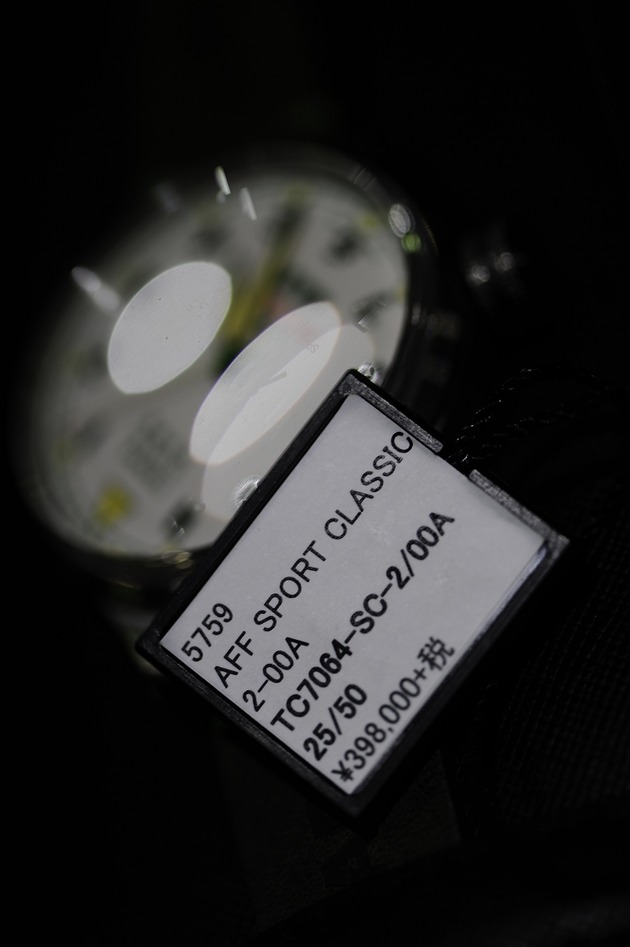 5759
AFF SPORT CLASSIC
2-00A
TC7064-SC-2/00A
25/50
¥398,000+税